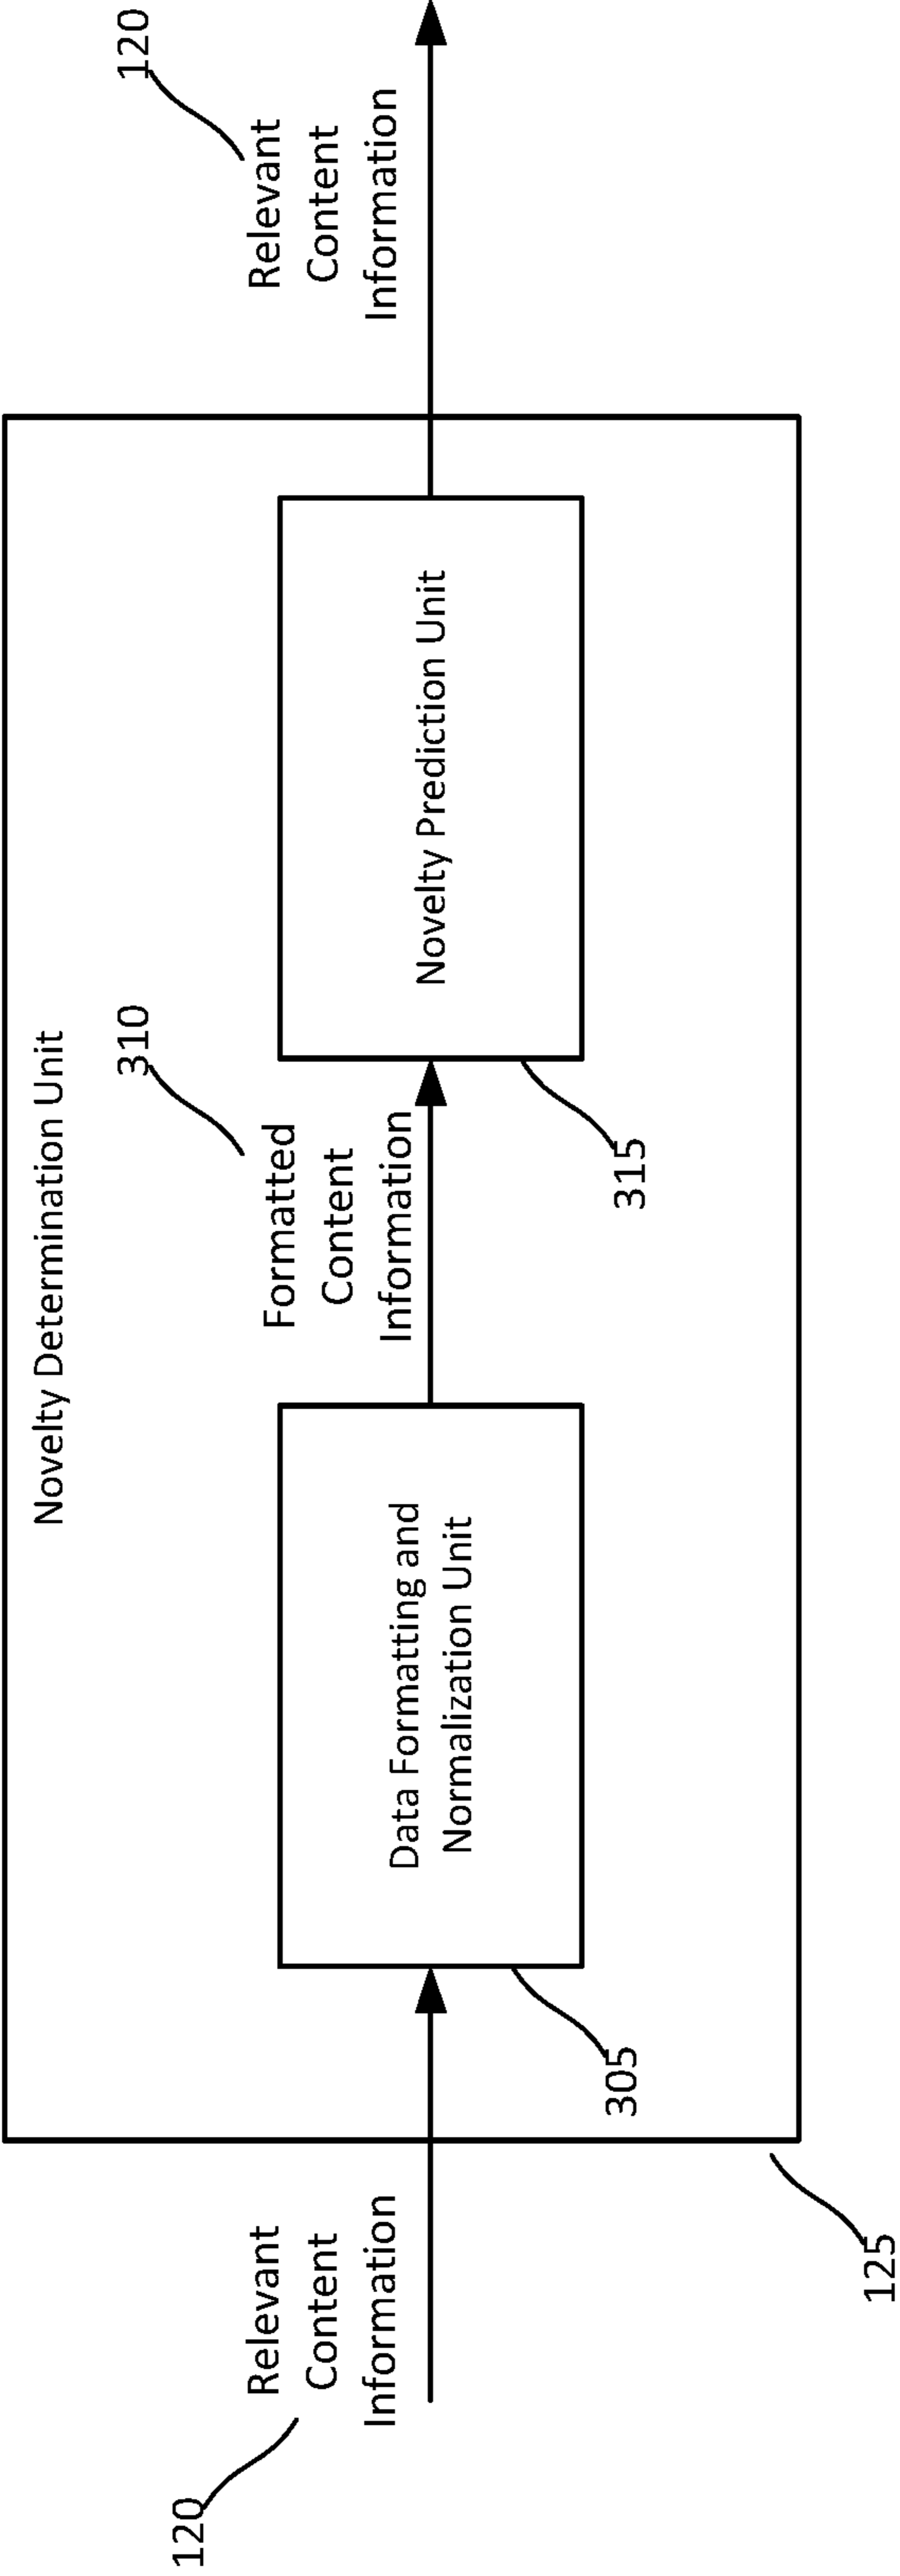 Novelty Determination Unit
120
Relevant
Content
Information
Data Formatting and
Normalization Unit
305
310
Formatted
Content
Information
Novelty Prediction Unit
315
120
Relevant
Content
Information
125